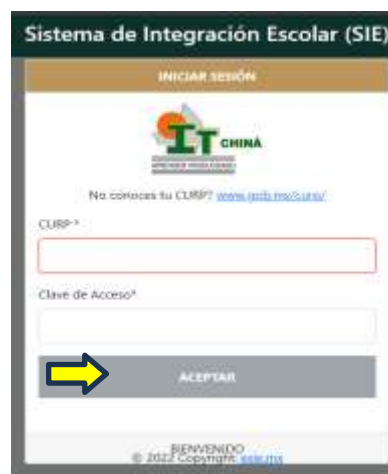 Sistema de Integración Escolar (SIE)
INICIAR SESIÓN
IT CHINÁ
No conoces tu CURP? www.gob.mx/curp/
CURP*
Clave de Acceso*
ACEPTAR
BIENVENIDO
© 2022 Copyright: